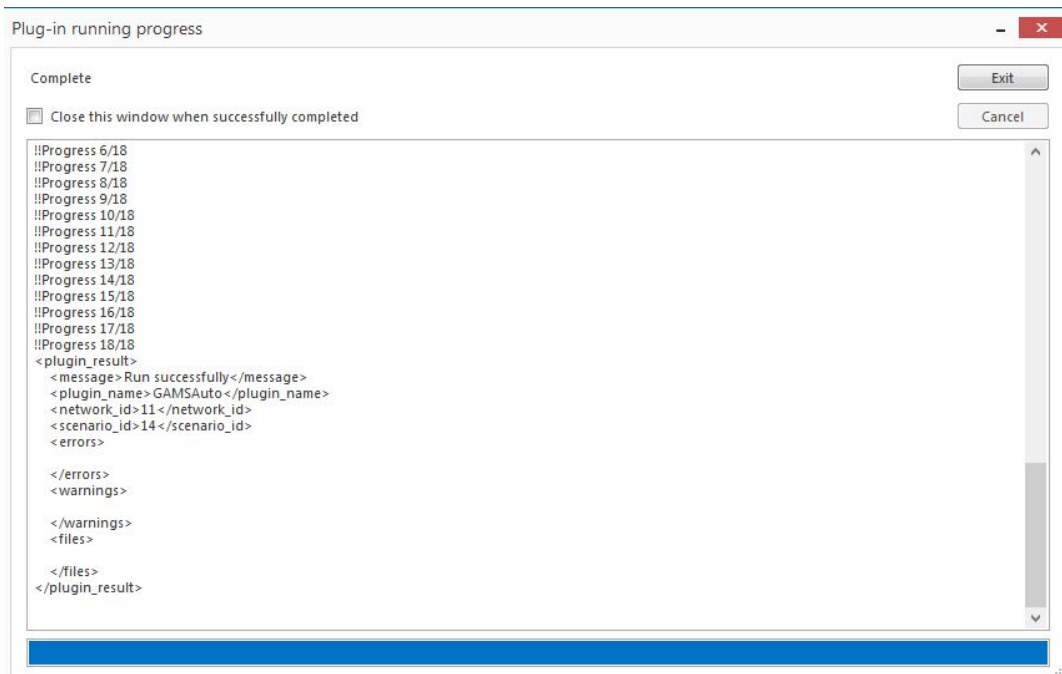 Plug-in running progress
Complete
Exit
Close this window when successfully completed
Cancel
!!Progress 6/18
!!Progress 7/18
!!Progress 8/18
!!Progress 9/18
!!Progress 10/18
!!Progress 11/18
!!Progress 12/18
!!Progress 13/18
!!Progress 14/18
!!Progress 15/18
!!Progress 16/18
!!Progress 17/18
!!Progress 18/18
<plugin_result>
<message>Run successfully</message>
<plugin_name>GAMSAuto</plugin_name>
<network_id>11</network_id>
<scenario_id>14</scenario_id>
<errors>
</errors>
<warnings>
</warnings>
<files>
</files>
</plugin_result>